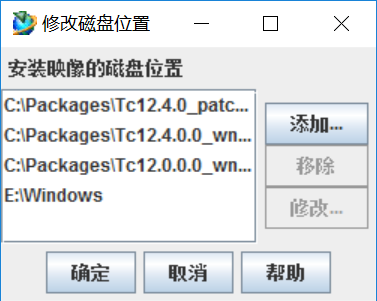 修改磁盘位置
安装映像的磁盘位置
C:\Packages\Tc12.4.0_patc...
C:\Packages\Tc12.4.0.0_wn...
C:\Packages\Tc12.0.0.0_wn...
E:\Windows
添加...
移除
修改...
确定 取消 帮助